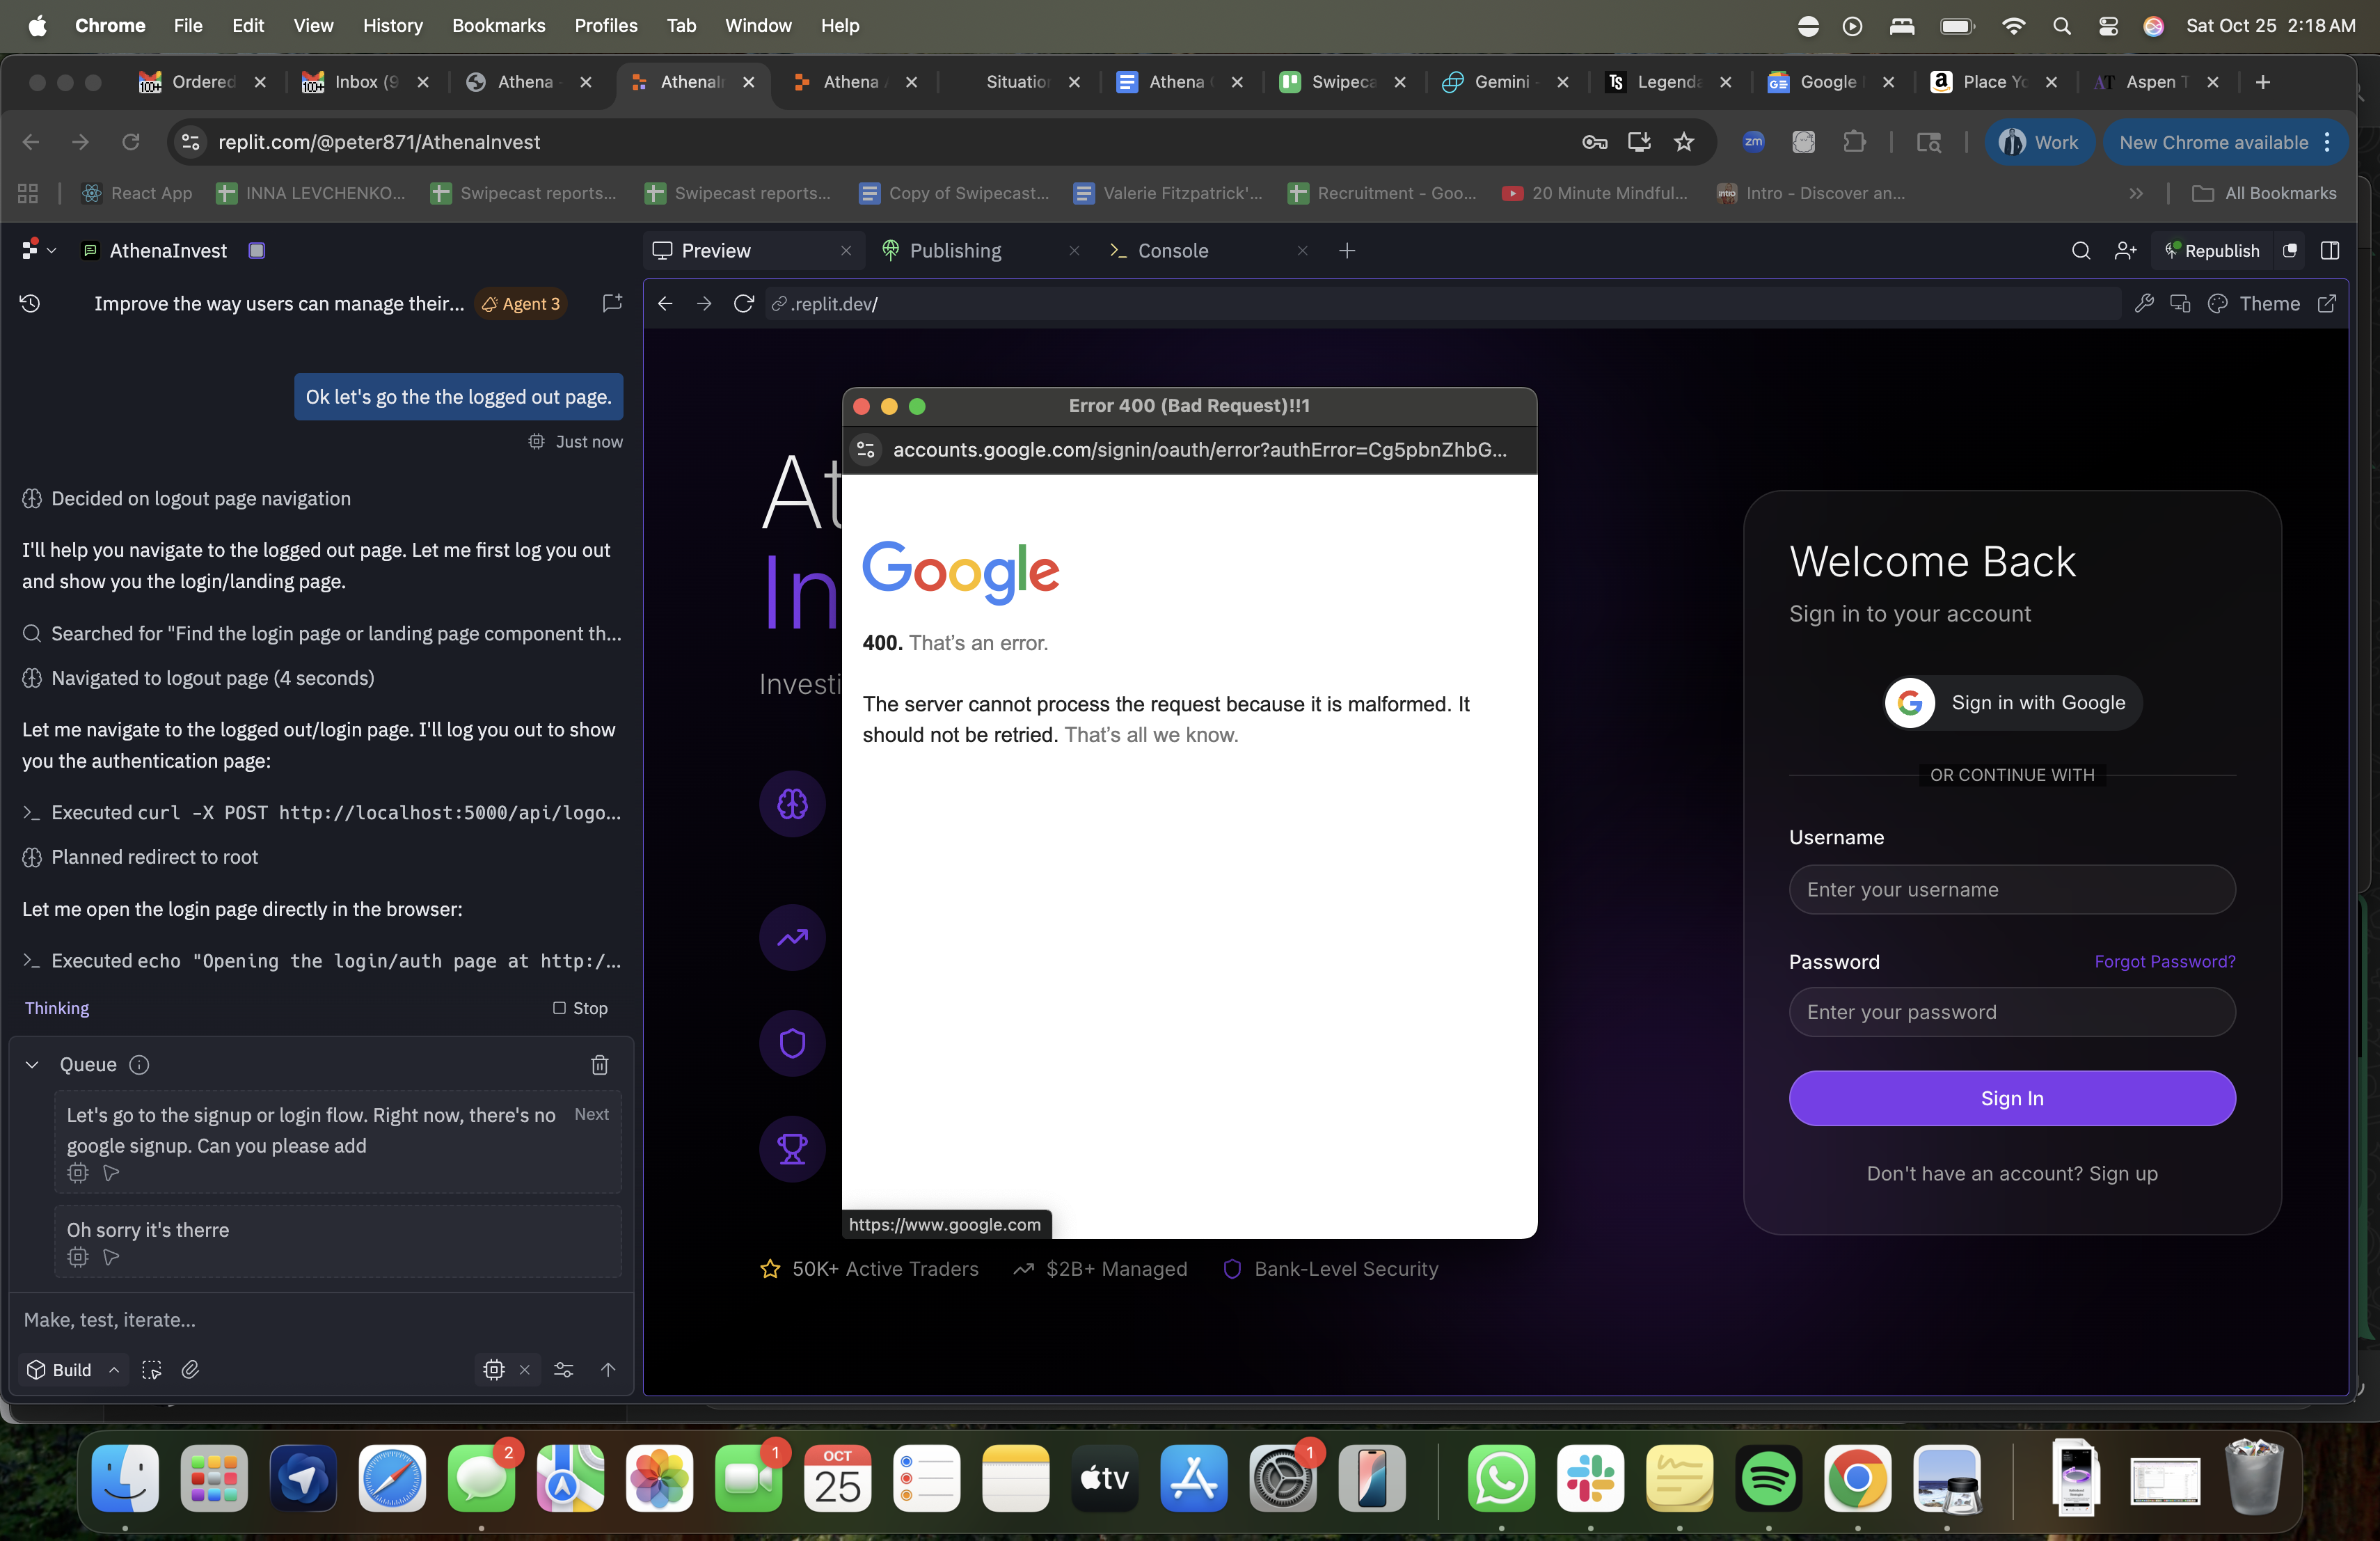 Chrome File Edit View History Bookmarks Profiles Tab Window Help Sat Oct 25 2:18 AM
Ordered Inbox (9 Athena AthenaIr Athena Situation Athena Swipeca Gemini Legenda Google Place Yo Aspen T
replit.com/@peter871/AthenaInvest
zm
Work
New Chrome available
React App INNA LEVCHENKO... Swipecast reports... Swipecast reports... Copy of Swipecast... Valerie Fitzpatrick'... Recruitment - Goo... 20 Minute Mindful... Intro - Discover an... All Bookmarks
AthenaInvest
Preview
Publishing
Console
Republish
Improve the way users can manage their... Agent 3
.replit.dev/
Theme
Ok let's go the the logged out page.
Just now
Decided on logout page navigation
I'll help you navigate to the logged out page. Let me first log you out
and show you the login/landing page.
Searched for "Find the login page or landing page component th...
Navigated to logout page (4 seconds)
Let me navigate to the logged out/login page. I'll log you out to show
you the authentication page:
Executed curl -X POST http://localhost:5000/api/logo...
Planned redirect to root
Let me open the login page directly in the browser:
Executed echo "Opening the login/auth page at http:/...
Thinking
Stop
Queue
Let's go to the signup or login flow. Right now, there's no
google signup. Can you please add
Next
Oh sorry it's therre
Make, test, iterate...
Build
At
In
Investi
Error 400 (Bad Request)!!1
accounts.google.com/signin/oauth/error?authError=Cg5pbnZhbG...
Google
400. That’s an error.
The server cannot process the request because it is malformed. It
should not be retried. That’s all we know.
https://www.google.com
50K+ Active Traders
$2B+ Managed
Bank-Level Security
Welcome Back
Sign in to your account
Sign in with Google
OR CONTINUE WITH
Username
Enter your username
Password
Forgot Password?
Enter your password
Sign In
Don't have an account? Sign up
2
1
OCT
25
tv
1